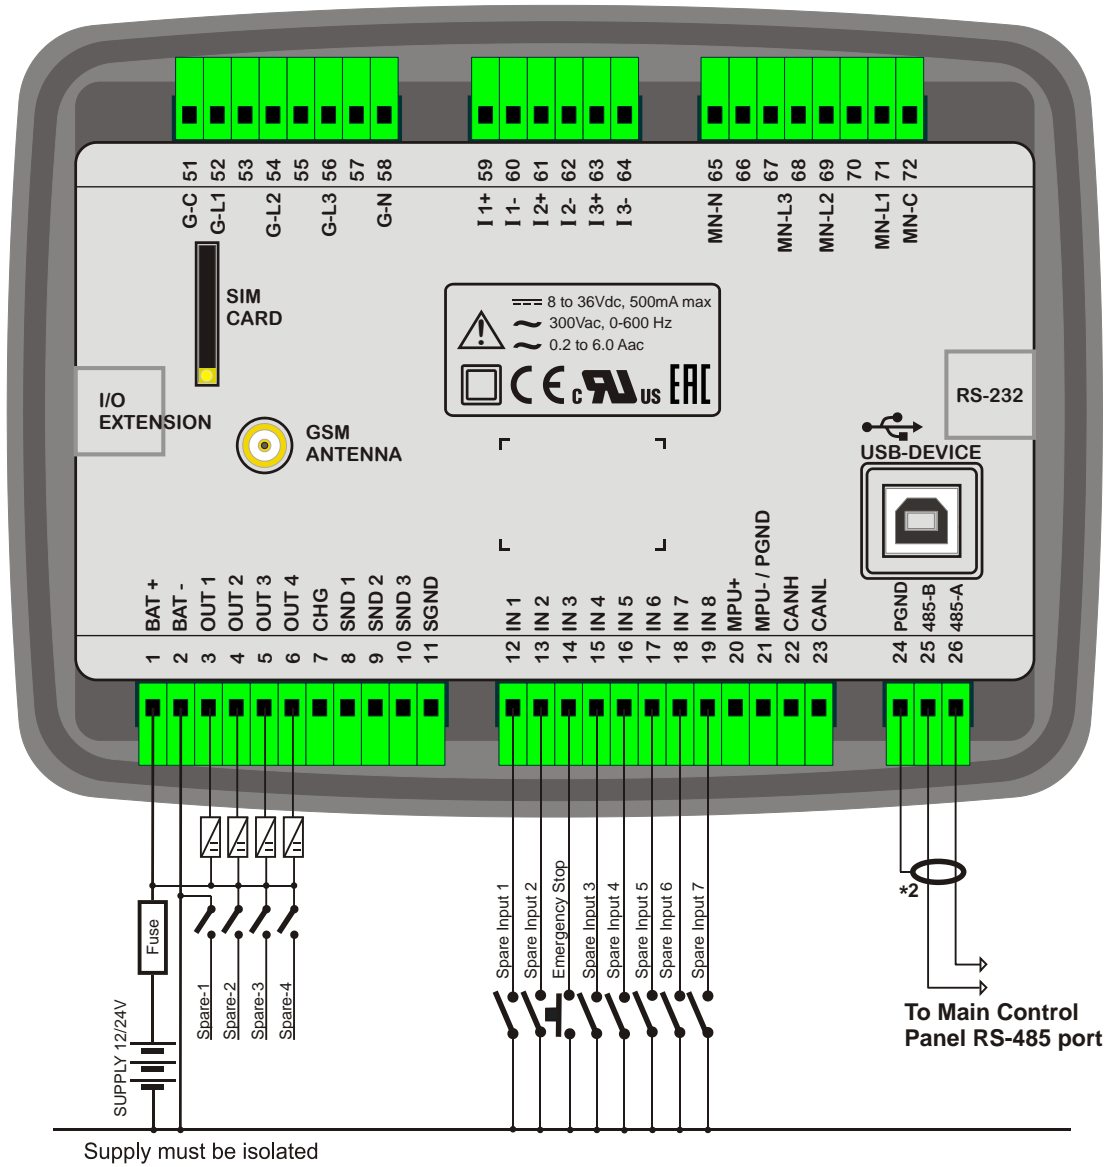 51 52 53 54 55 56 57 58
G-C G-L1 G-L2 G-L3 G-N
59 60 61 62 63 64
I1+ I1- I2+ I2- I3+ I3-
65 66 67 68 69 70 71 72
MN-N MN-L3 MN-L2 MN-L1 MN-C
SIM
CARD
8 to 36Vdc, 500mA max
300Vac, 0-600 Hz
0.2 to 6.0 Aac
CE c RU US EAC
I/O
EXTENSION
GSM
ANTENNA
RS-232
USB-DEVICE
BAT +
BAT -
OUT 1
OUT 2
OUT 3
OUT 4
CHG
SND 1
SND 2
SND 3
SGND
1 2 3 4 5 6 7 8 9 10 11
IN 1
IN 2
IN 3
IN 4
IN 5
IN 6
IN 7
IN 8
MPU+
MPU- / PGND
CANH
CANL
12 13 14 15 16 17 18 19 20 21 22 23
PGND
485-B
485-A
24 25 26
Fuse
SUPPLY 12/24V
Spare-1
Spare-2
Spare-3
Spare-4
Spare Input 1
Spare Input 2
Emergency Stop
Spare Input 3
Spare Input 4
Spare Input 5
Spare Input 6
Spare Input 7
*2
To Main Control
Panel RS-485 port
Supply must be isolated